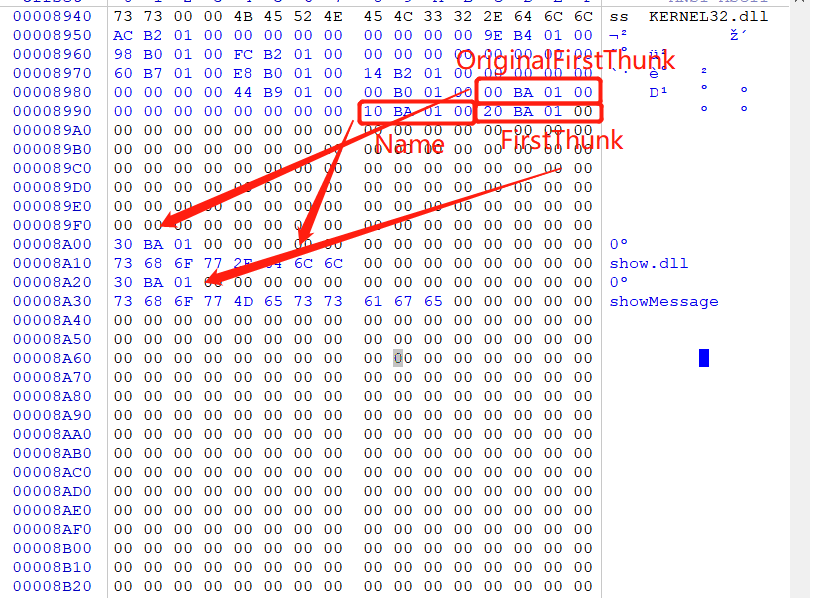 00008940 73 73 00 00 4B 45 52 4E 45 4C 33 32 2E 64 6C 6C ss KERNEL32.dll
00008950 AC B2 01 00 00 00 00 00 00 00 00 00 9E B4 01 00 ¬² ž´
00008960 98 B0 01 00 FC B2 01 00 00 00 00 00 00 00 00 00 ˜° ü²
OriginalFirstThunk
00008970 60 B7 01 00 E8 B0 01 00 14 B2 01 00 00 00 00 00 `· è° ²
00008980 00 00 00 00 44 B9 01 00 00 B0 01 00 00 BA 01 00 D¹ ° º
00008990 00 00 00 00 00 00 00 00 10 BA 01 00 20 BA 01 00 º º
000089A0 00 00 00 00 00 00 00 00 00 00 00 00 00 00 00 00
Name FirstThunk
000089B0 00 00 00 00 00 00 00 00 00 00 00 00 00 00 00 00
000089C0 00 00 00 00 00 00 00 00 00 00 00 00 00 00 00 00
000089D0 00 00 00 00 00 00 00 00 00 00 00 00 00 00 00 00
000089E0 00 00 00 00 00 00 00 00 00 00 00 00 00 00 00 00
000089F0 00 00 00 00 00 00 00 00 00 00 00 00 00 00 00 00
00008A00 30 BA 01 00 00 00 00 00 00 00 00 00 00 00 00 00 0º
00008A10 73 68 6F 77 2E 64 6C 6C 00 00 00 00 00 00 00 00 show.dll
00008A20 30 BA 01 00 00 00 00 00 00 00 00 00 00 00 00 00 0º
00008A30 73 68 6F 77 4D 65 73 73 61 67 65 00 00 00 00 00 showMessage
00008A40 00 00 00 00 00 00 00 00 00 00 00 00 00 00 00 00
00008A50 00 00 00 00 00 00 00 00 00 00 00 00 00 00 00 00
00008A60 00 00 00 00 00 00 00 00 00 00 00 00 00 00 00 00
00008A70 00 00 00 00 00 00 00 00 00 00 00 00 00 00 00 00
00008A80 00 00 00 00 00 00 00 00 00 00 00 00 00 00 00 00
00008A90 00 00 00 00 00 00 00 00 00 00 00 00 00 00 00 00
00008AA0 00 00 00 00 00 00 00 00 00 00 00 00 00 00 00 00
00008AB0 00 00 00 00 00 00 00 00 00 00 00 00 00 00 00 00
00008AC0 00 00 00 00 00 00 00 00 00 00 00 00 00 00 00 00
00008AD0 00 00 00 00 00 00 00 00 00 00 00 00 00 00 00 00
00008AE0 00 00 00 00 00 00 00 00 00 00 00 00 00 00 00 00
00008AF0 00 00 00 00 00 00 00 00 00 00 00 00 00 00 00 00
00008B00 00 00 00 00 00 00 00 00 00 00 00 00 00 00 00 00
00008B10 00 00 00 00 00 00 00 00 00 00 00 00 00 00 00 00
00008B20 00 00 00 00 00 00 00 00 00 00 00 00 00 00 00 00